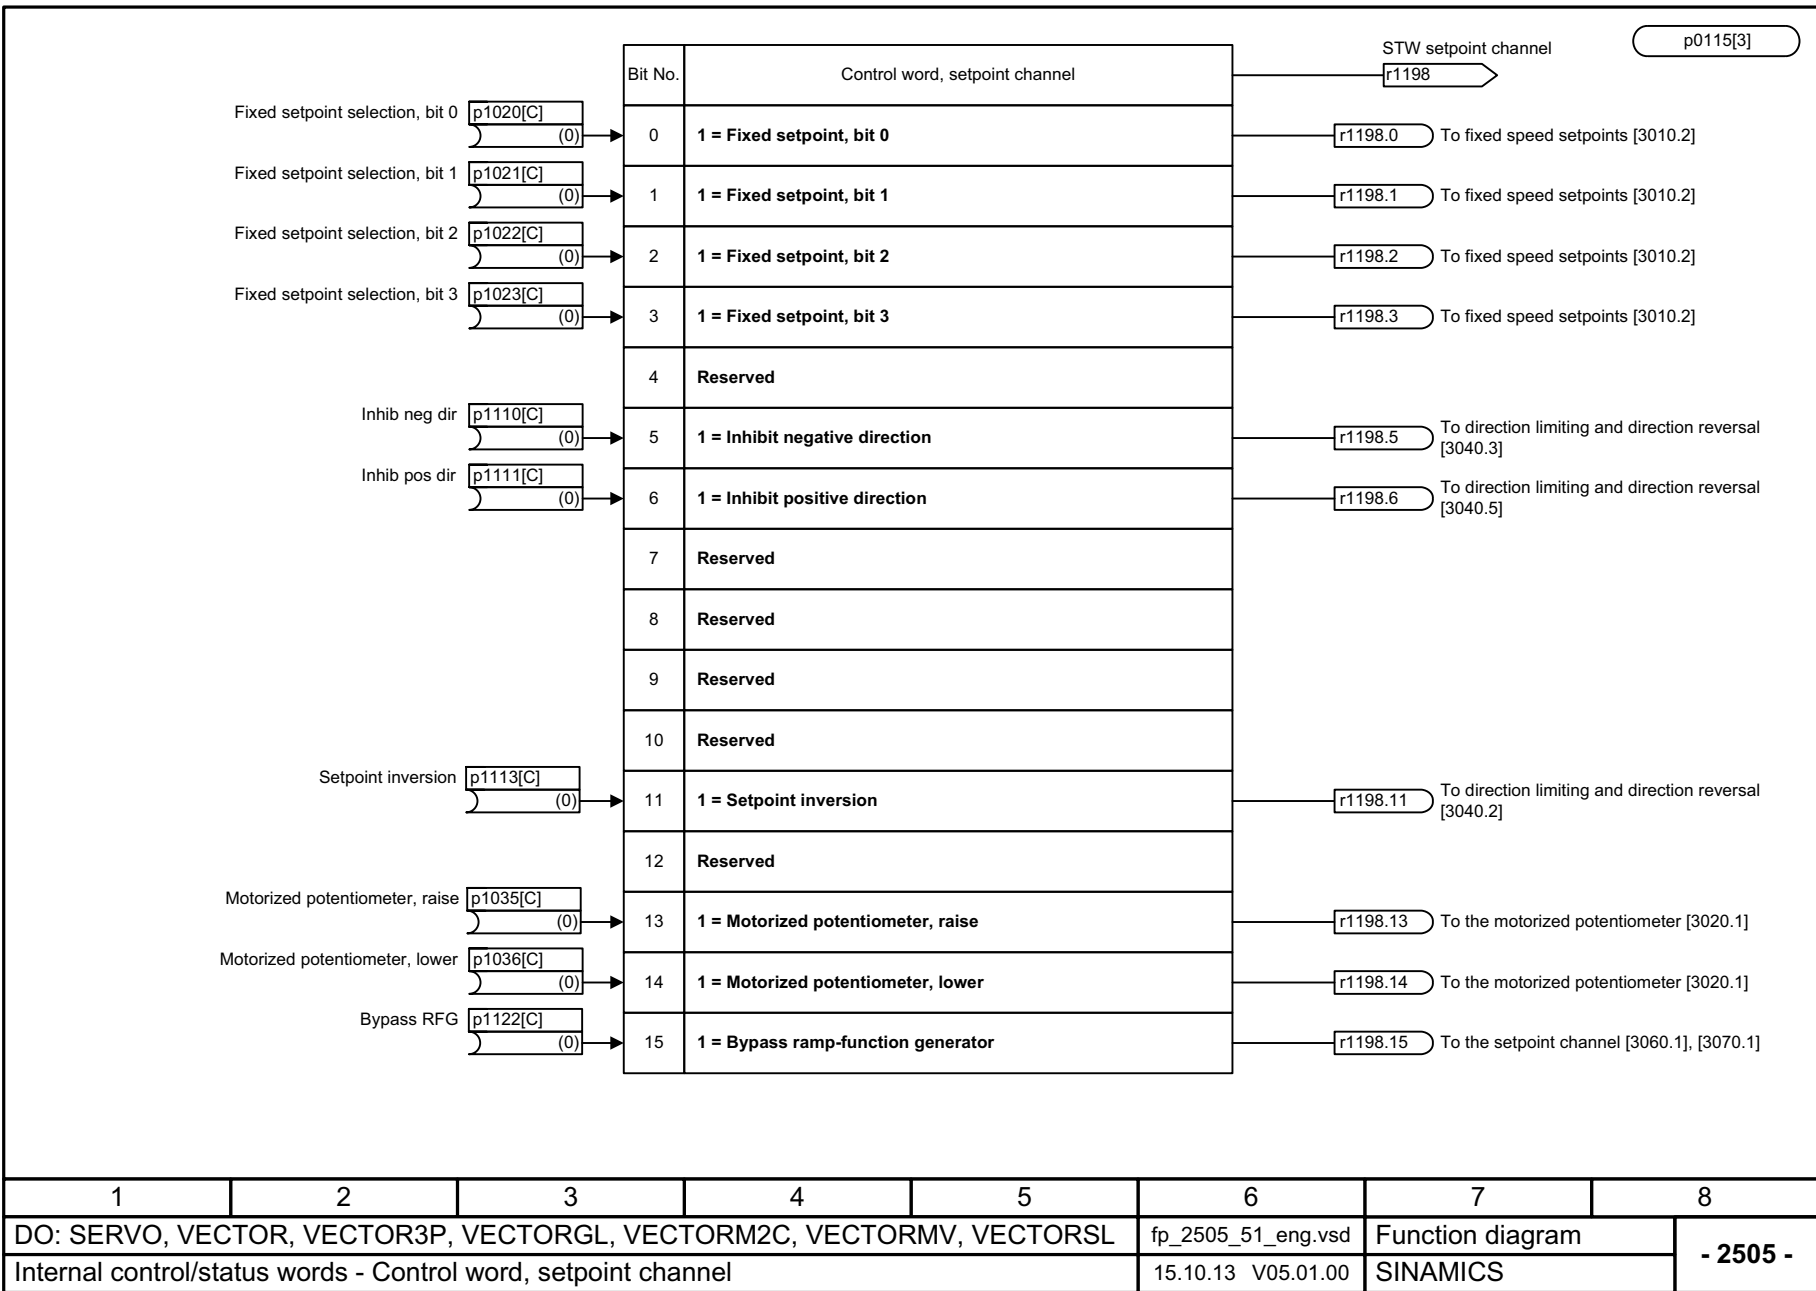 p0115[3]
STW setpoint channel
Bit No. Control word, setpoint channel r1198
Fixed setpoint selection, bit 0 p1020[C]
(0) 0 1 = Fixed setpoint, bit 0 r1198.0 To fixed speed setpoints [3010.2]
Fixed setpoint selection, bit 1 p1021[C]
(0) 1 1 = Fixed setpoint, bit 1 r1198.1 To fixed speed setpoints [3010.2]
Fixed setpoint selection, bit 2 p1022[C]
(0) 2 1 = Fixed setpoint, bit 2 r1198.2 To fixed speed setpoints [3010.2]
Fixed setpoint selection, bit 3 p1023[C]
(0) 3 1 = Fixed setpoint, bit 3 r1198.3 To fixed speed setpoints [3010.2]
4 Reserved
Inhib neg dir p1110[C]
(0) 5 1 = Inhibit negative direction r1198.5 To direction limiting and direction reversal
[3040.3]
Inhib pos dir p1111[C]
(0) 6 1 = Inhibit positive direction r1198.6 To direction limiting and direction reversal
[3040.5]
7 Reserved
8 Reserved
9 Reserved
10 Reserved
Setpoint inversion p1113[C]
(0) 11 1 = Setpoint inversion r1198.11 To direction limiting and direction reversal
[3040.2]
12 Reserved
Motorized potentiometer, raise p1035[C]
(0) 13 1 = Motorized potentiometer, raise r1198.13 To the motorized potentiometer [3020.1]
Motorized potentiometer, lower p1036[C]
(0) 14 1 = Motorized potentiometer, lower r1198.14 To the motorized potentiometer [3020.1]
Bypass RFG p1122[C]
(0) 15 1 = Bypass ramp-function generator r1198.15 To the setpoint channel [3060.1], [3070.1]
1 2 3 4 5 6 7 8
DO: SERVO, VECTOR, VECTOR3P, VECTORGL, VECTORM2C, VECTORMV, VECTORSL fp_2505_51_eng.vsd Function diagram
- 2505 -
Internal control/status words - Control word, setpoint channel 15.10.13 V05.01.00 SINAMICS